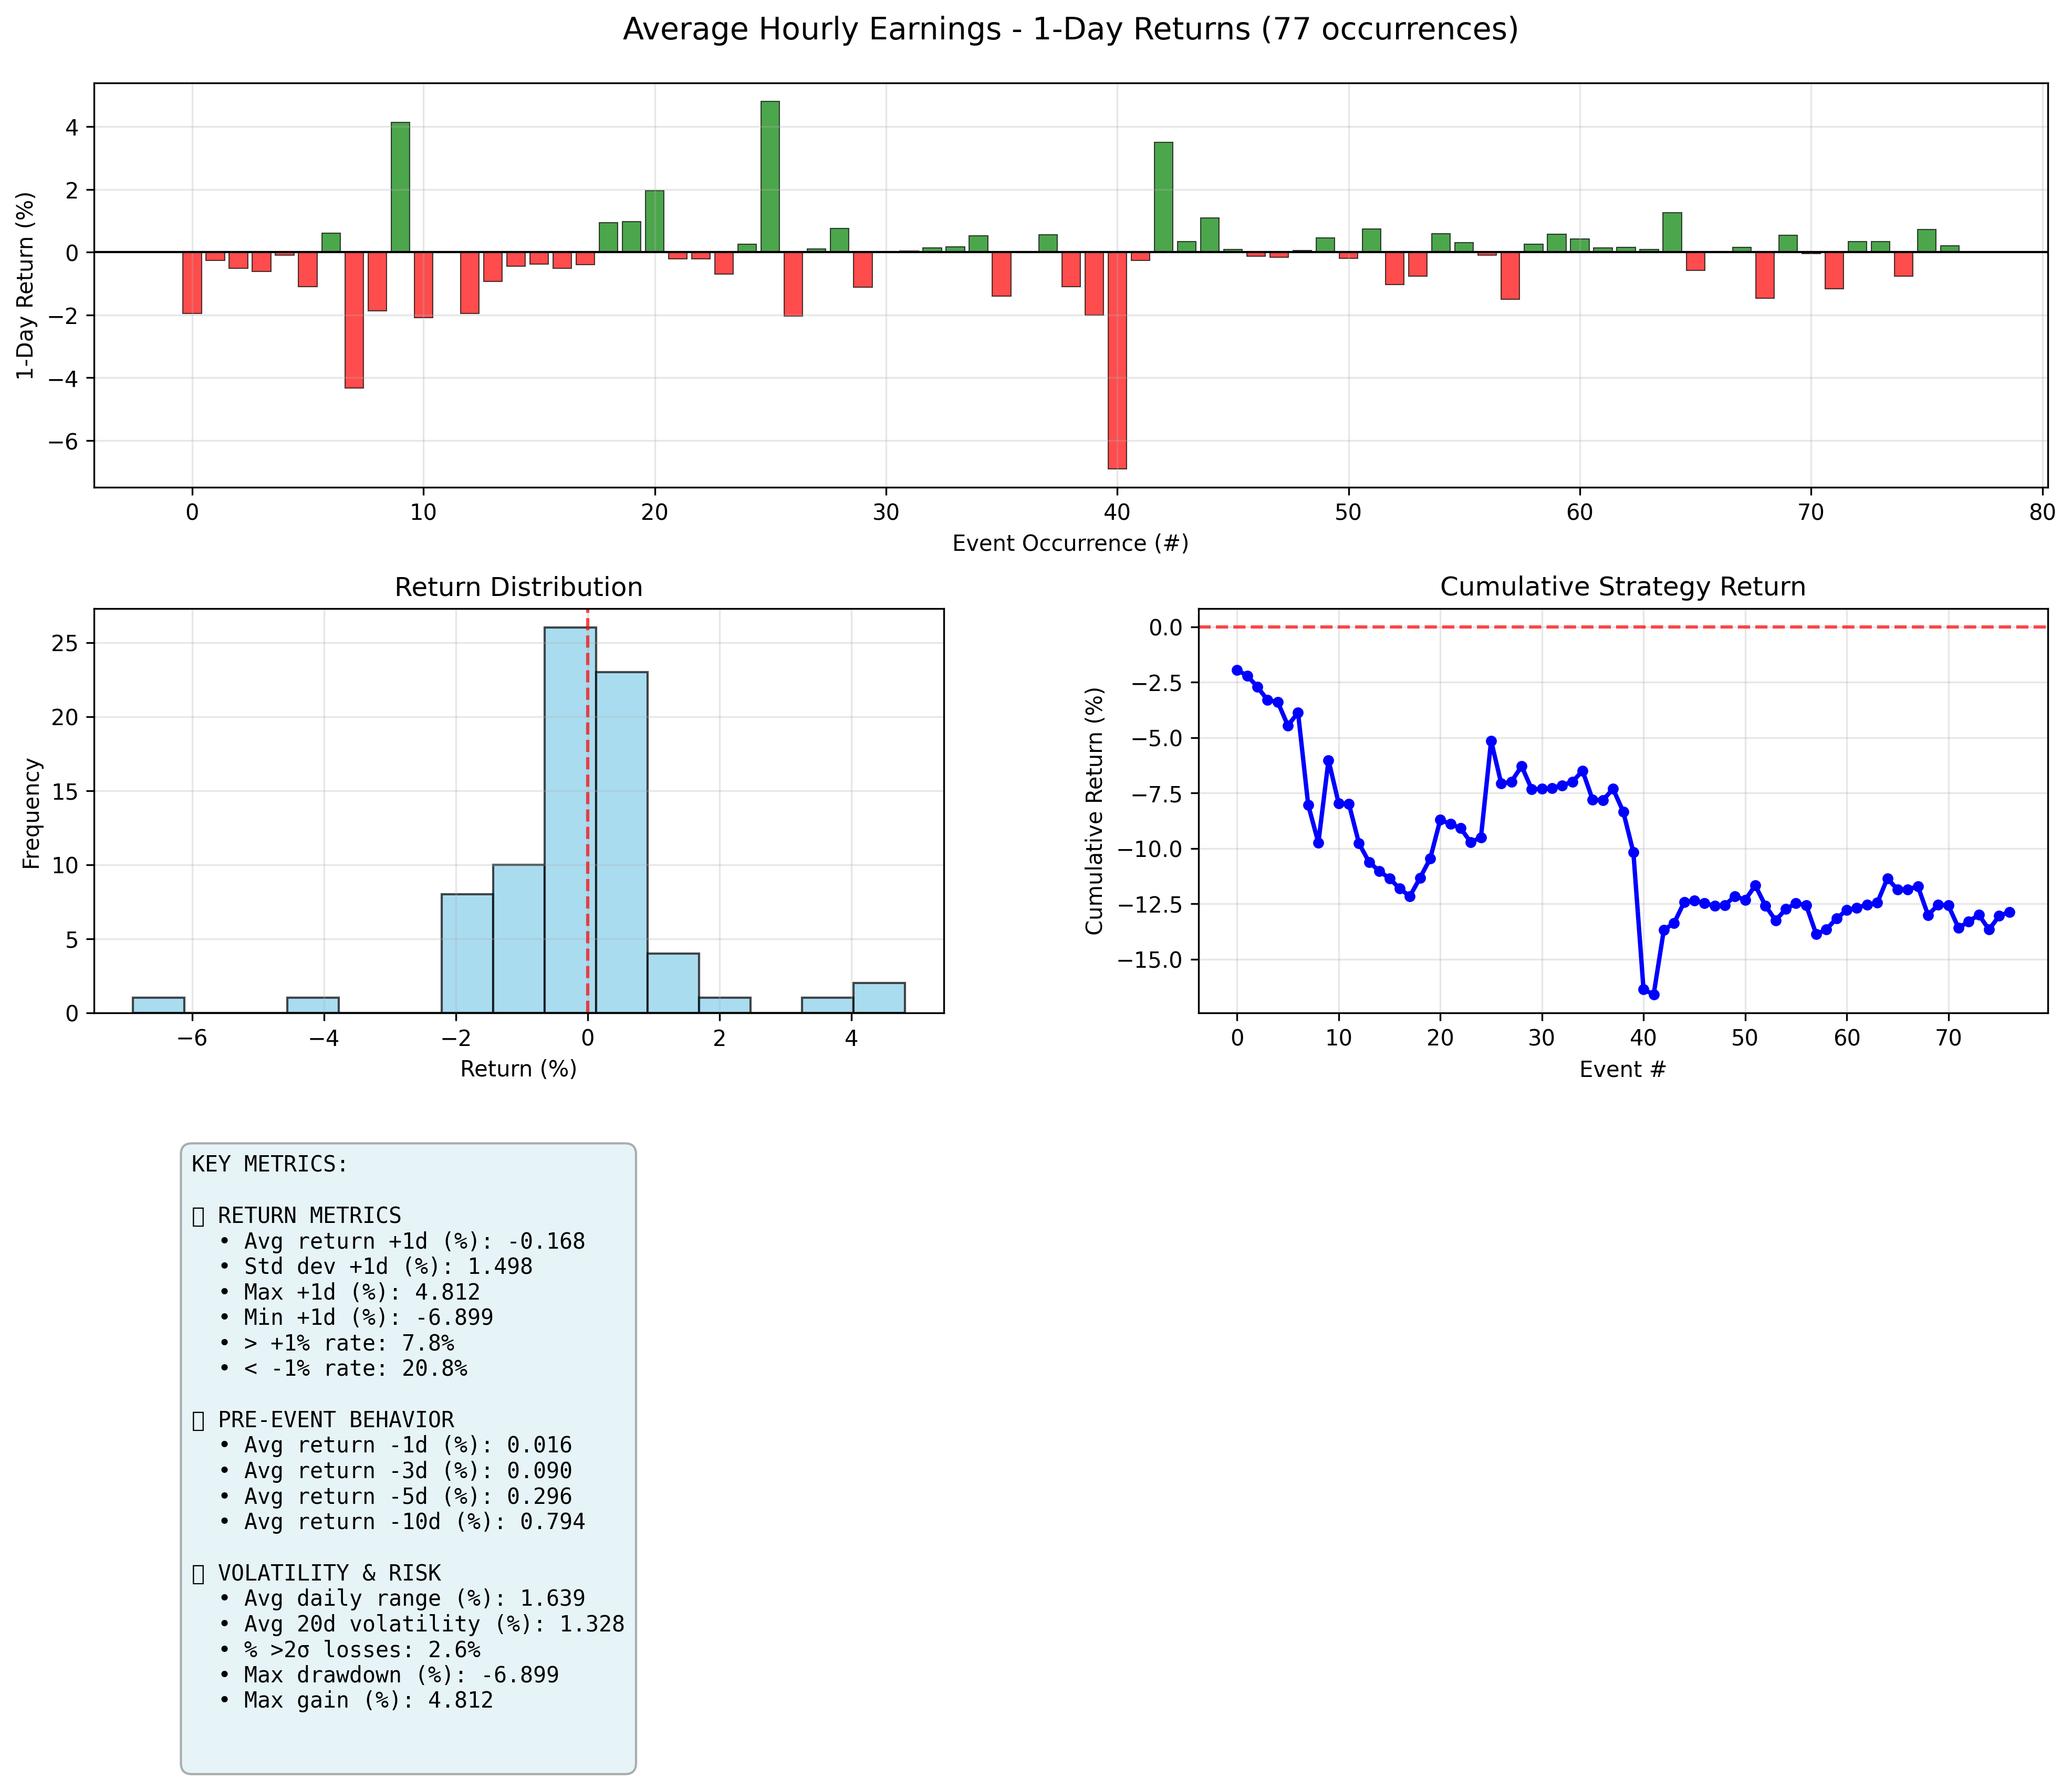 Average Hourly Earnings - 1-Day Returns (77 occurrences)
1-Day Return (%)
4
2
0
−2
−4
−6
0 10 20 30 40 50 60 70 80
Event Occurrence (#)
Return Distribution
Frequency
25
20
15
10
5
0
−6 −4 −2 0 2 4
Return (%)
Cumulative Strategy Return
Cumulative Return (%)
0.0
−2.5
−5.0
−7.5
−10.0
−12.5
−15.0
0 10 20 30 40 50 60 70
Event #
KEY METRICS:
RETURN METRICS
• Avg return +1d (%): -0.168
• Std dev +1d (%): 1.498
• Max +1d (%): 4.812
• Min +1d (%): -6.899
• > +1% rate: 7.8%
• < -1% rate: 20.8%
PRE-EVENT BEHAVIOR
• Avg return -1d (%): 0.016
• Avg return -3d (%): 0.090
• Avg return -5d (%): 0.296
• Avg return -10d (%): 0.794
VOLATILITY & RISK
• Avg daily range (%): 1.639
• Avg 20d volatility (%): 1.328
• % >2σ losses: 2.6%
• Max drawdown (%): -6.899
• Max gain (%): 4.812